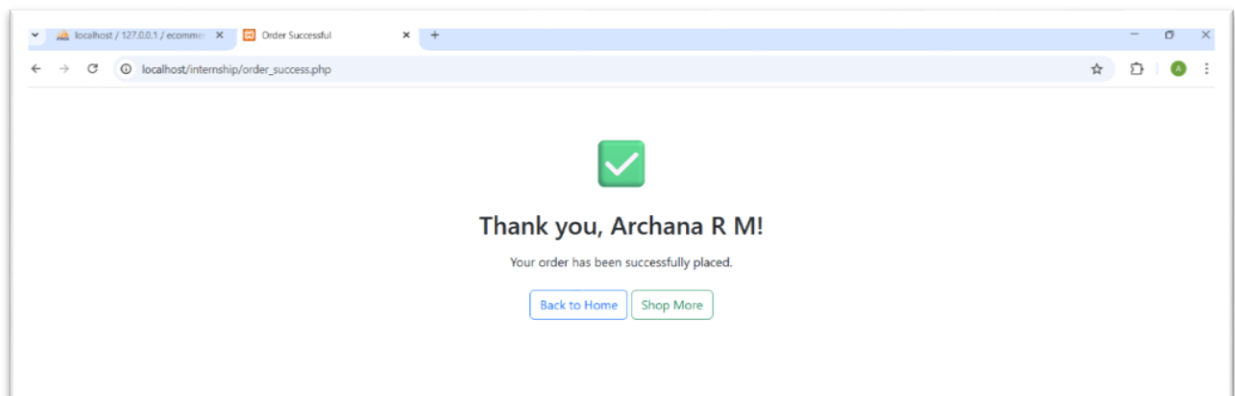 localhost / 127.0.0.1 / ecommer
Order Successful
localhost/internship/order_success.php
A
Thank you, Archana R M!
Your order has been successfully placed.
Back to Home
Shop More